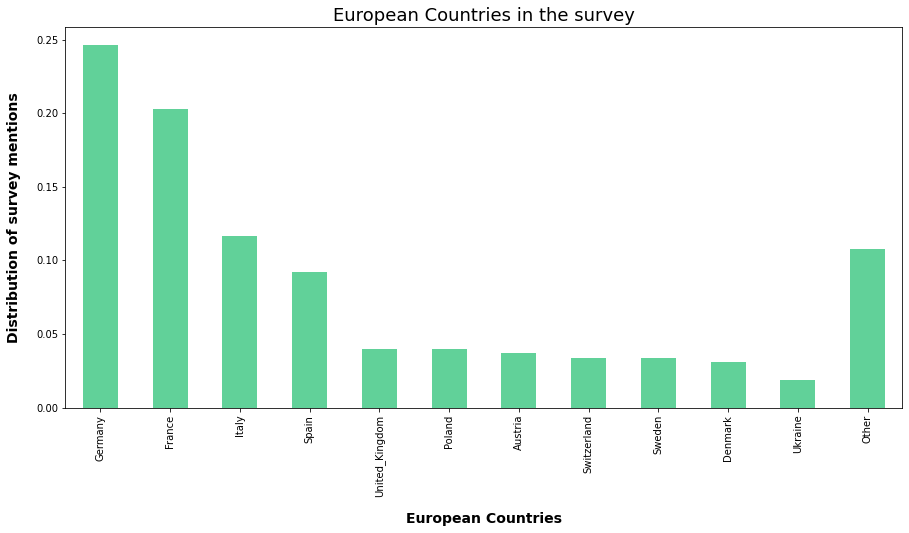 European Countries in the survey
Distribution of survey mentions
0.25
0.20
0.15
0.10
0.05
0.00
Germany
France
Italy
Spain
United_Kingdom
Poland
Austria
Switzerland
Sweden
Denmark
Ukraine
Other
European Countries